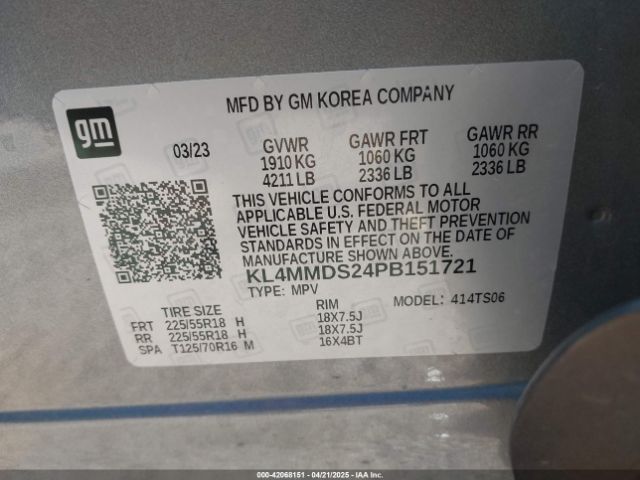 gm
MFD BY GM KOREA COMPANY
03/23
GVWR
1910 KG
4211 LB
GAWR FRT
1060 KG
2336 LB
GAWR RR
1060 KG
2336 LB
THIS VEHICLE CONFORMS TO ALL
APPLICABLE U.S. FEDERAL MOTOR
VEHICLE SAFETY AND THEFT PREVENTION
STANDARDS IN EFFECT ON THE DATE OF
MANUFACTURE SHOWN ABOVE.
KL4MMDS24PB151721
TYPE: MPV
MODEL: 414TS06
TIRE SIZE RIM
FRT 225/55R18 H 18X7.5J
RR 225/55R18 H 18X7.5J
SPA T125/70R16 M 16X4BT
000-42068151 - 04/21/2025 - IAA Inc.